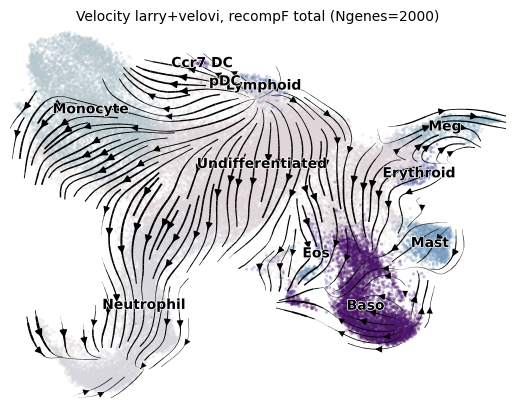 Velocity larry+velovi, recompF total (Ngenes=2000)
Ccr7 DC
pDC
Lymphoid
Monocyte
Meg
Undifferentiated
Erythroid
Mast
Eos
Neutrophil
Baso